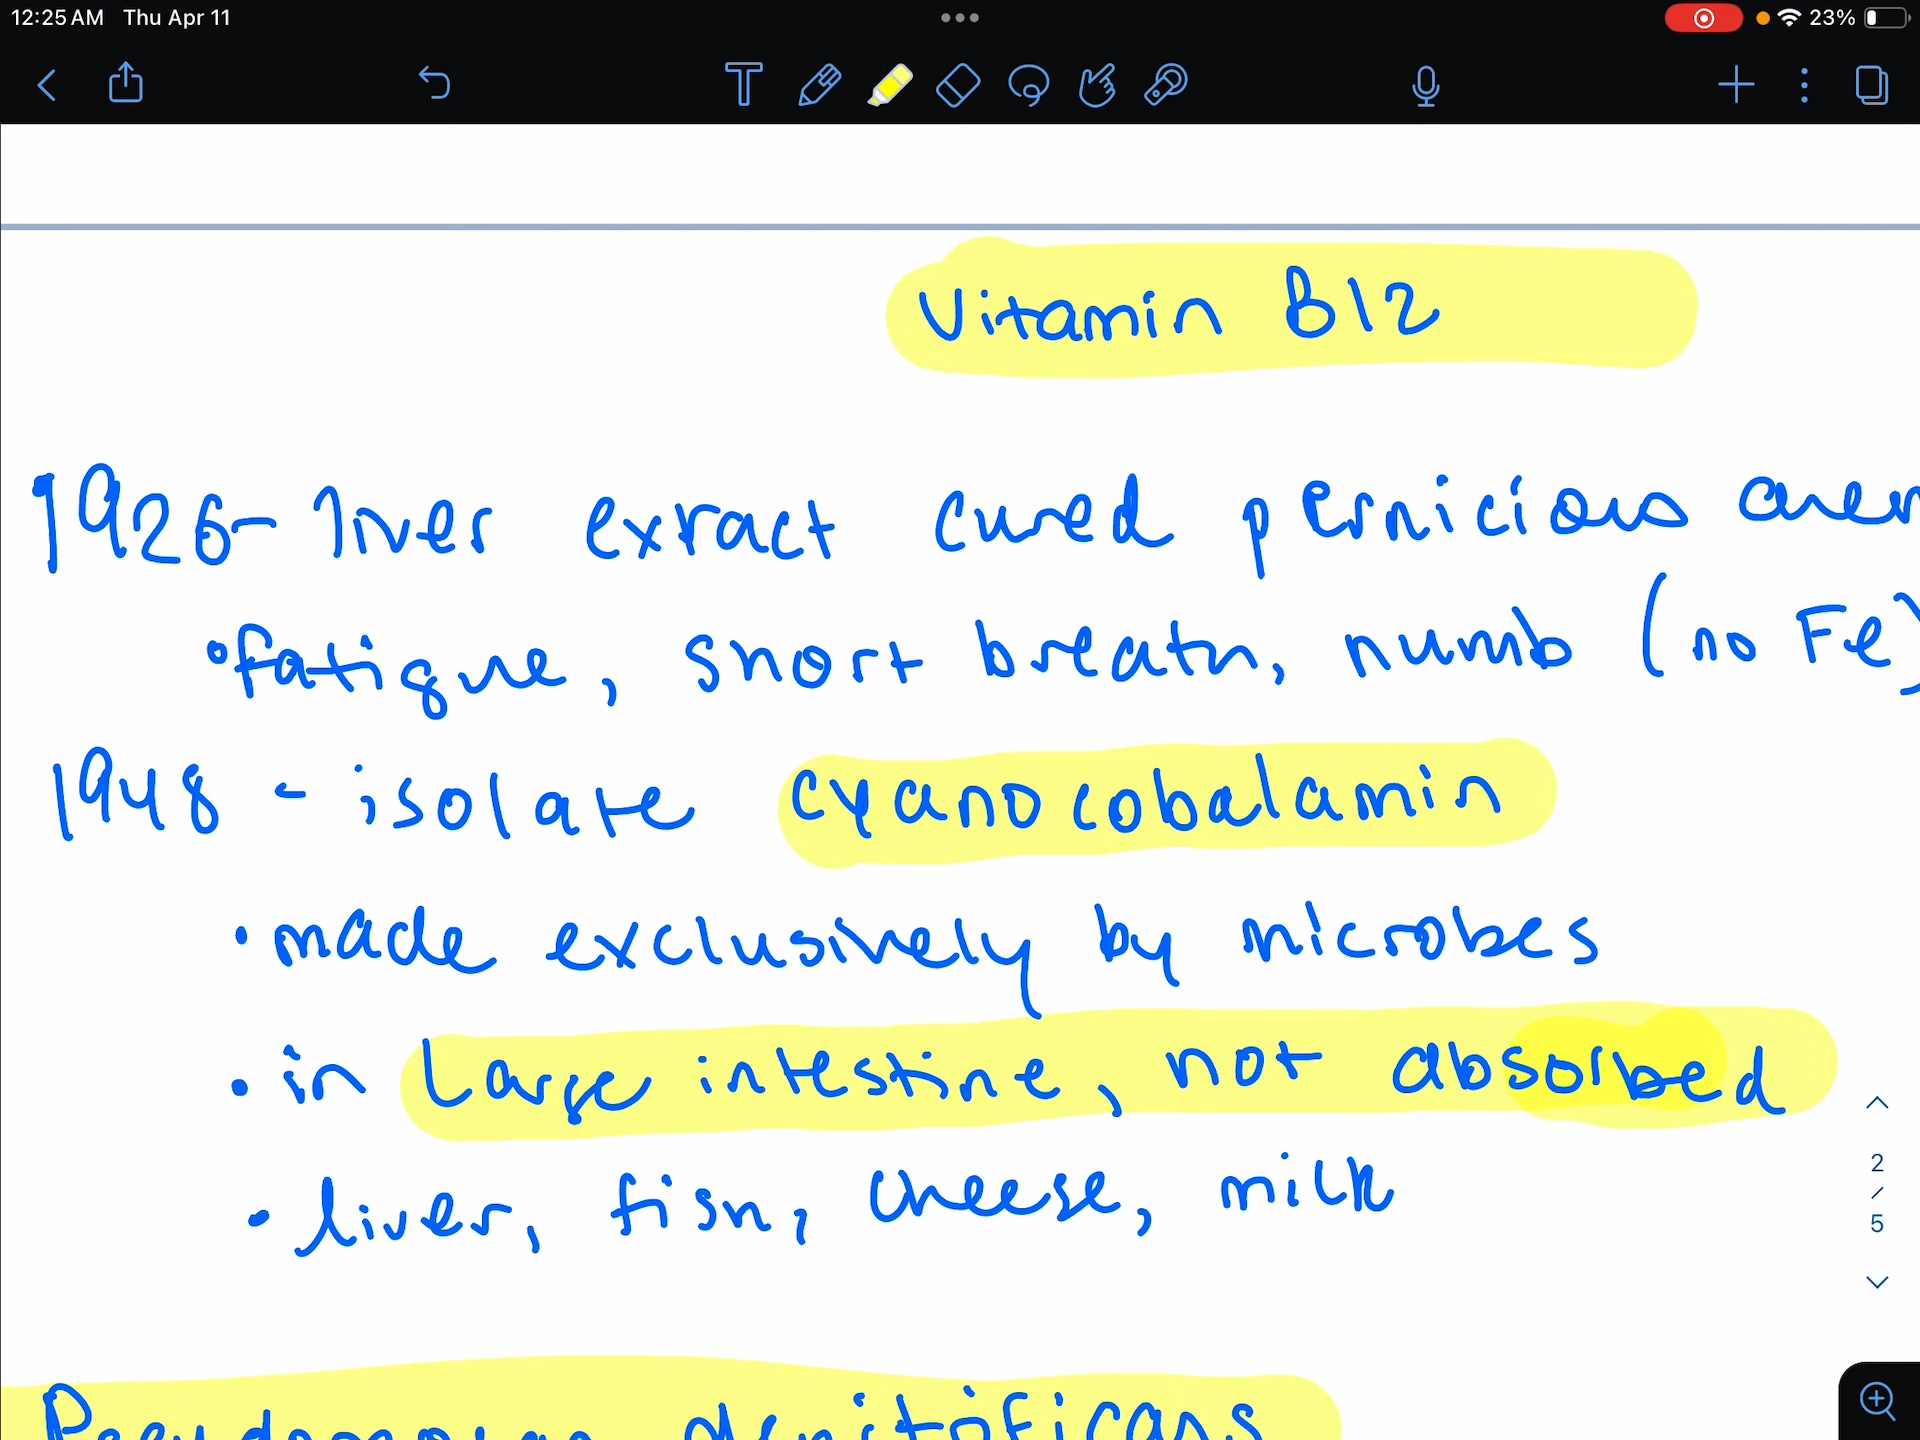 12:25 AM Thu Apr 11
23%
Vitamin B12
1926- liver extract cured pernicious
• fatigue, short breath, numb (no Fe)
1948 - isolate cyanocobalamin
• made exclusively by microbes
• in Large intestine, not absorbed
• liver, fish, cheese, milk
2
/
5
Pseudomonas denitrificans